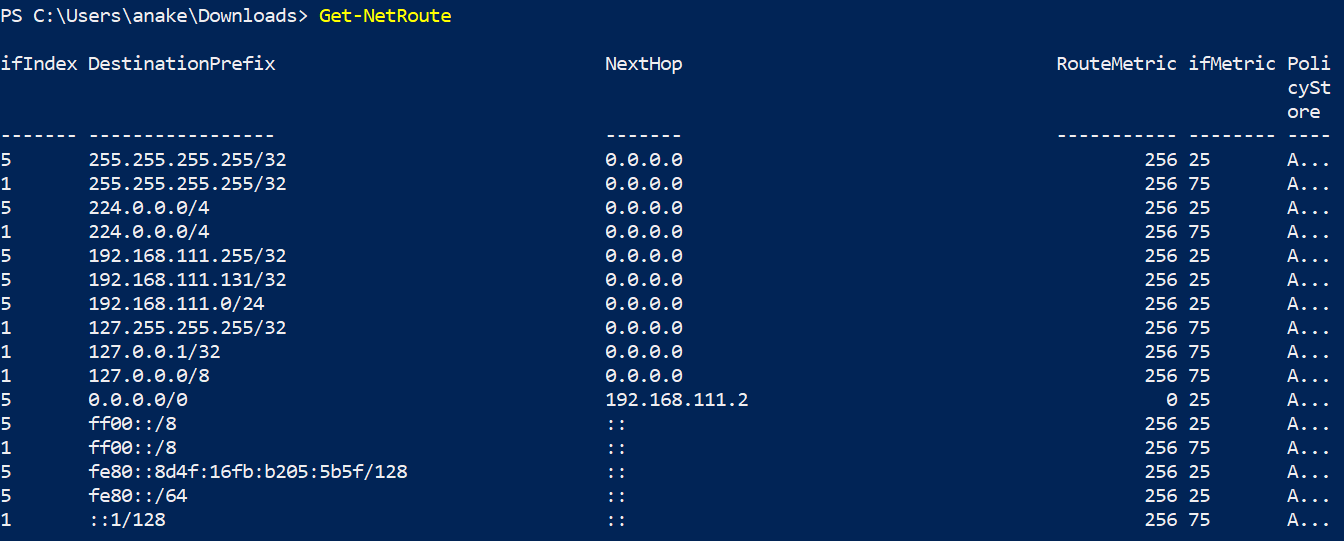 PS C:\Users\anake\Downloads> Get-NetRoute
ifIndex DestinationPrefix NextHop RouteMetric ifMetric Poli
cySt
ore
------- ----------------- ------- ----------- -------- ----
5 255.255.255.255/32 0.0.0.0 256 25 A...
1 255.255.255.255/32 0.0.0.0 256 75 A...
5 224.0.0.0/4 0.0.0.0 256 25 A...
1 224.0.0.0/4 0.0.0.0 256 75 A...
5 192.168.111.255/32 0.0.0.0 256 25 A...
5 192.168.111.131/32 0.0.0.0 256 25 A...
5 192.168.111.0/24 0.0.0.0 256 25 A...
1 127.255.255.255/32 0.0.0.0 256 75 A...
1 127.0.0.1/32 0.0.0.0 256 75 A...
1 127.0.0.0/8 0.0.0.0 256 75 A...
5 0.0.0.0/0 192.168.111.2 0 25 A...
5 ff00::/8 :: 256 25 A...
1 ff00::/8 :: 256 75 A...
5 fe80::8d4f:16fb:b205:5b5f/128 :: 256 25 A...
5 fe80::/64 :: 256 25 A...
1 ::1/128 :: 256 75 A...